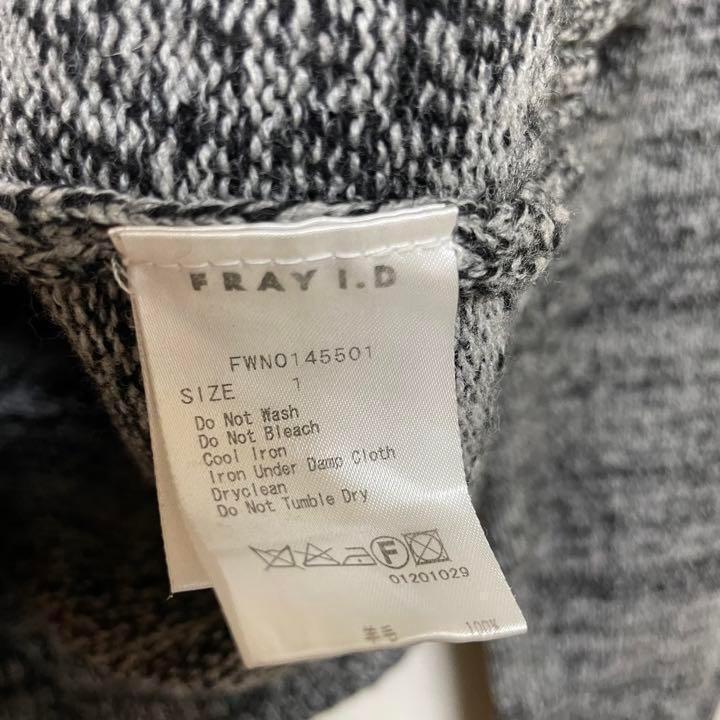 FRAY I.D
FWNO145501
SIZE 1
Do Not Wash
Do Not Bleach
Cool Iron
Iron Under Damp Cloth
Dryclean
Do Not Tumble Dry
F
01201029
羊毛 100%